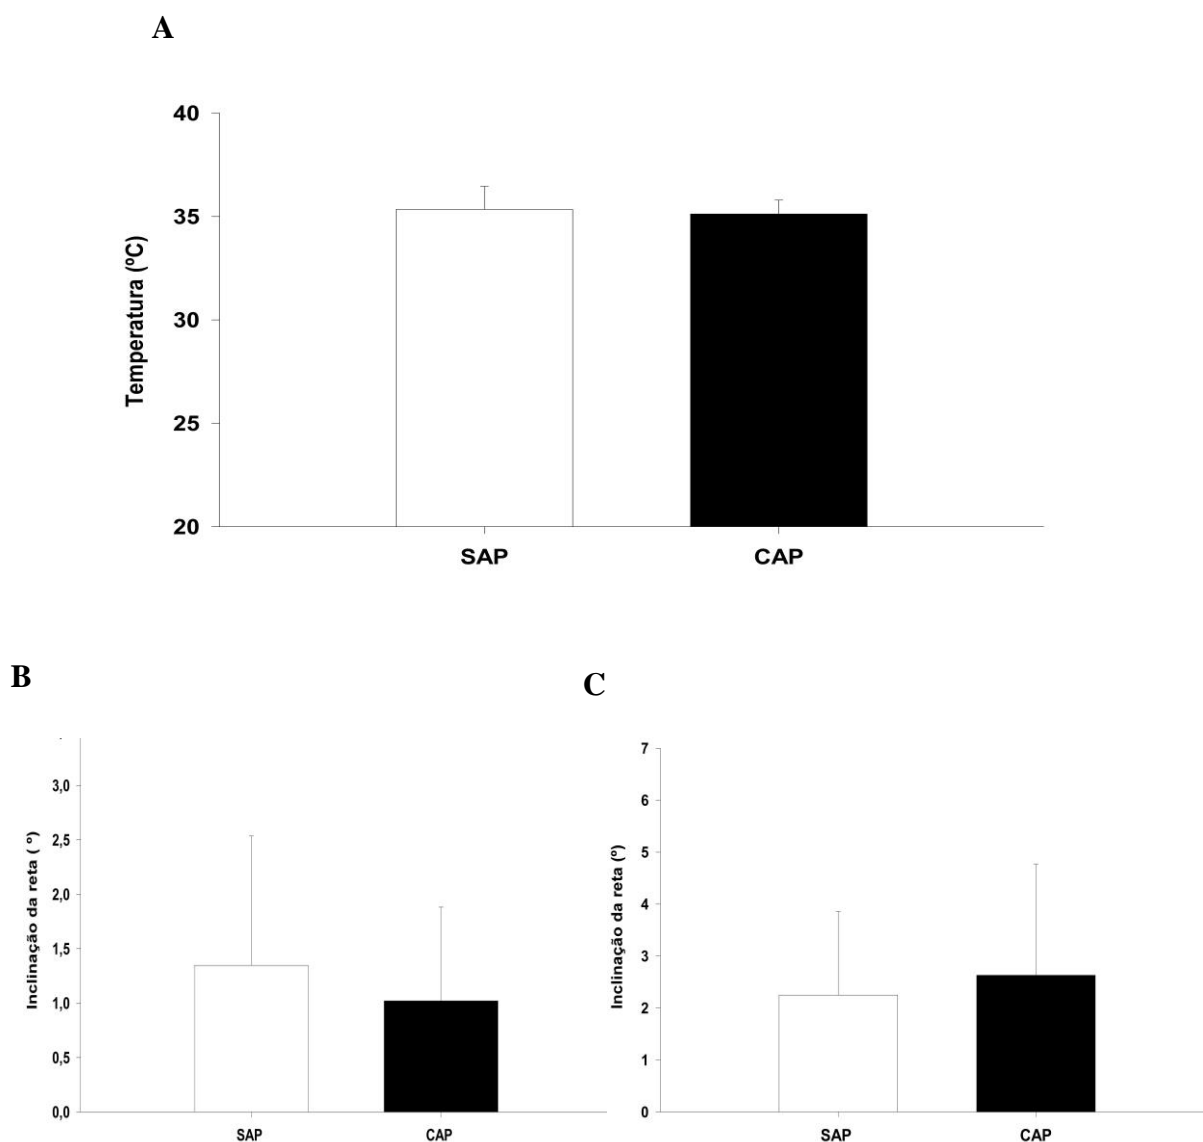 A
40
35
30
25
20
Temperatura (ºC)
SAP CAP
B
3,0
2,5
2,0
1,5
1,0
0,5
0,0
Inclinação da reta ( º)
SAP CAP
C
7
6
5
4
3
2
1
0
Inclinação da reta (º)
SAP CAP